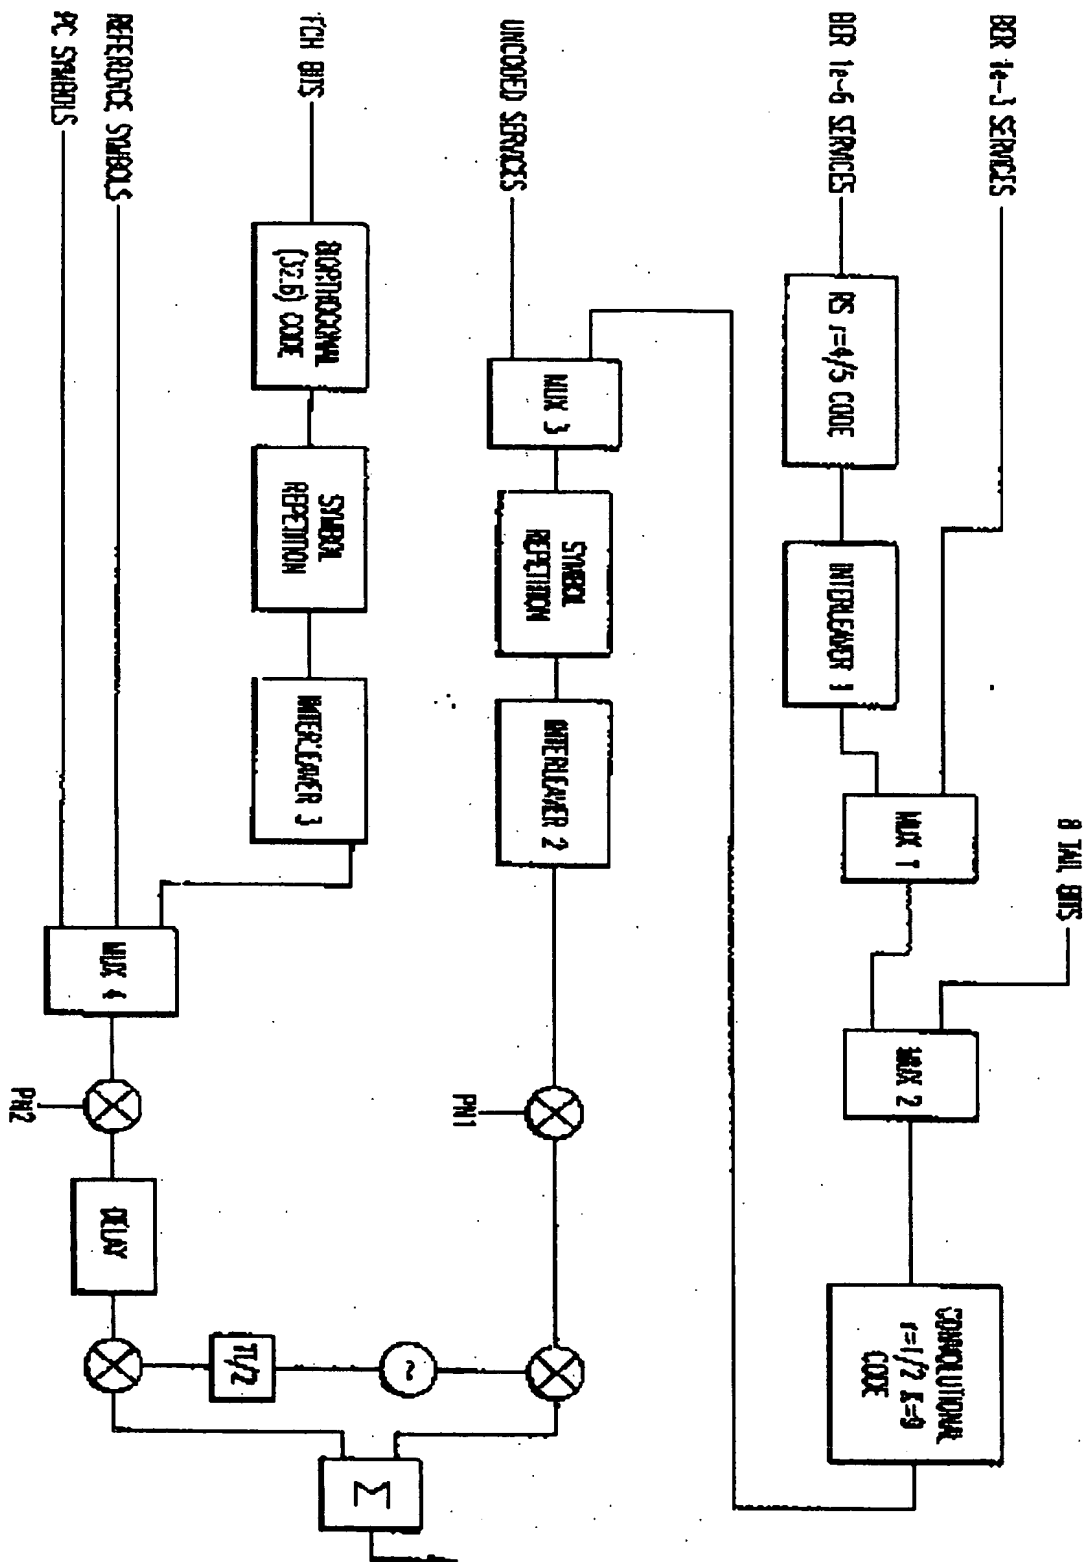 BER 1e-3 SERVICES
BER 1e-6 SERVICES
RS r=4/5 CODE
INTERLEAVER 1
MUX 1
8 TAIL BITS
MUX 2
CONVOLUTIONAL
r=1/2 K=9
CODE
UNCODED SERVICES
MUX 3
SYMBOL
REPETITION
INTERLEAVER 2
PN1
FCH BITS
BIORTHOGONAL
(32.6) CODE
SYMBOL
REPETITION
INTERLEAVER 3
REFERENCE SYMBOLS
PC SYMBOLS
MUX 4
PN2
DELAY
π/2
~
Σ